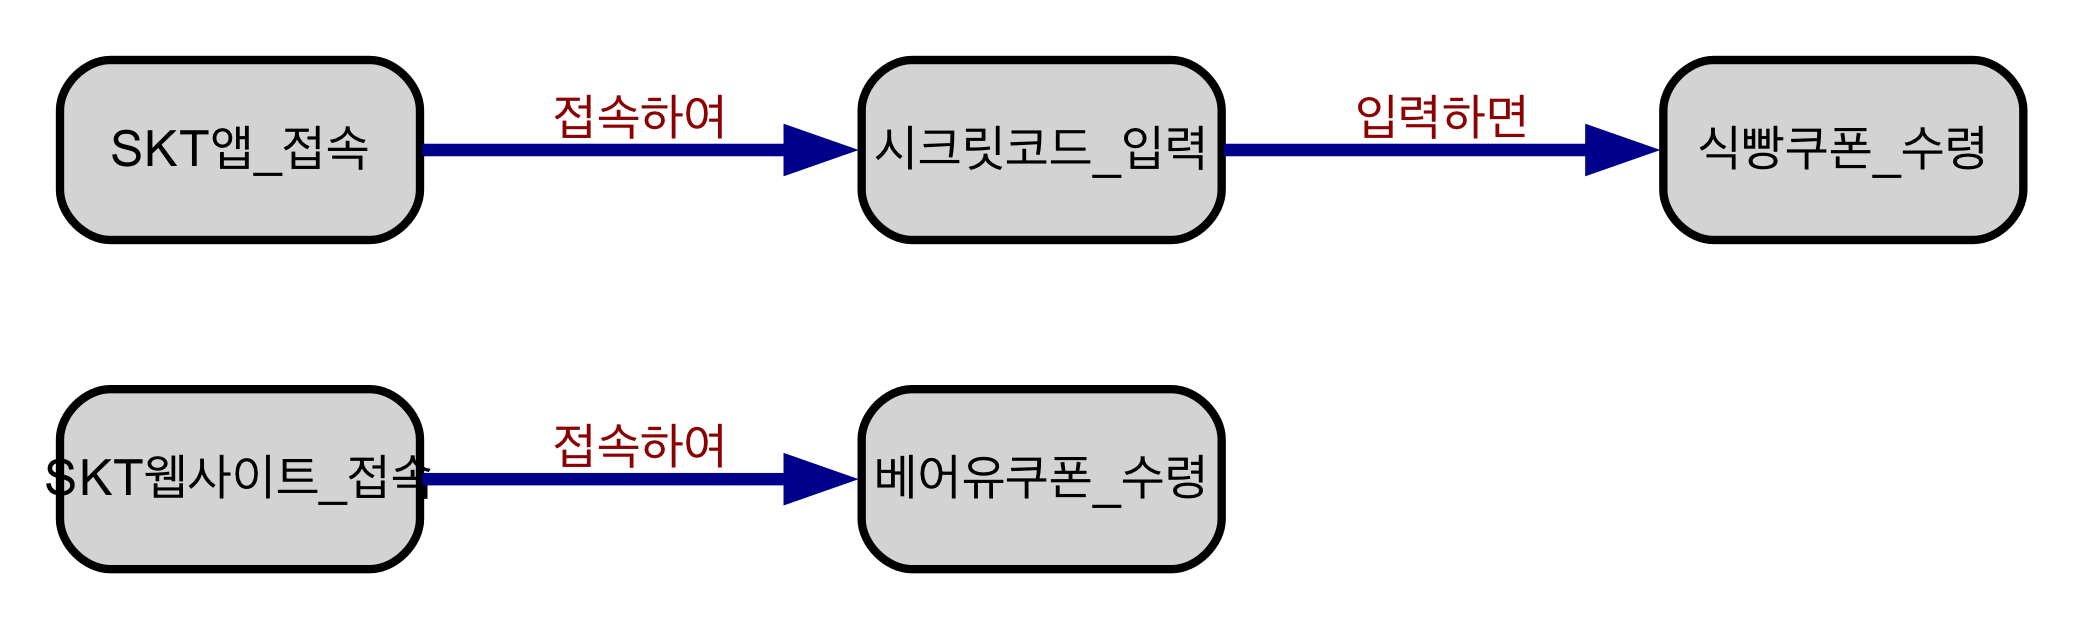 SKT앱_접속
접속하여
시크릿코드_입력
입력하면
식빵쿠폰_수령
SKT웹사이트_접속
접속하여
베어유쿠폰_수령